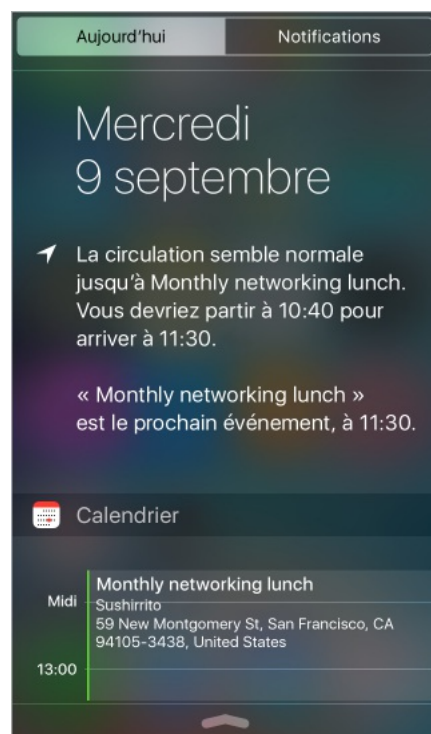 Aujourd'hui
Notifications
Mercredi
9 septembre
La circulation semble normale
jusqu'à Monthly networking lunch.
Vous devriez partir à 10:40 pour
arriver à 11:30.
« Monthly networking lunch »
est le prochain événement, à 11:30.
Calendrier
Monthly networking lunch
Midi
Sushirrito
59 New Montgomery St, San Francisco, CA
94105-3438, United States
13:00